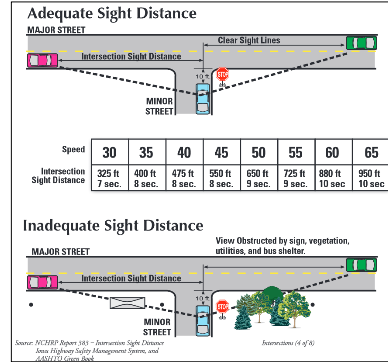 Adequate Sight Distance
MAJOR STREET
Clear Sight Lines
Intersection Sight Distance
10 ft
STOP
MINOR
STREET
Speed 30 35 40 45 50 55 60 65
Intersection
Sight Distance
325 ft 400 ft 475 ft 550 ft 650 ft 725 ft 880 ft 950 ft
7 sec. 8 sec. 8 sec. 8 sec. 9 sec. 9 sec. 10 sec 10 sec
Inadequate Sight Distance
MAJOR STREET
View Obstructed by sign, vegetation,
utilities, and bus shelter.
Intersection Sight Distance
10 ft
STOP
MINOR
STREET
Source: NCHRP Report 383 – Intersection Sight Distance
Iowa Highway Safety Management System, and
AASHTO Green Book
Intersections (4 of 8)